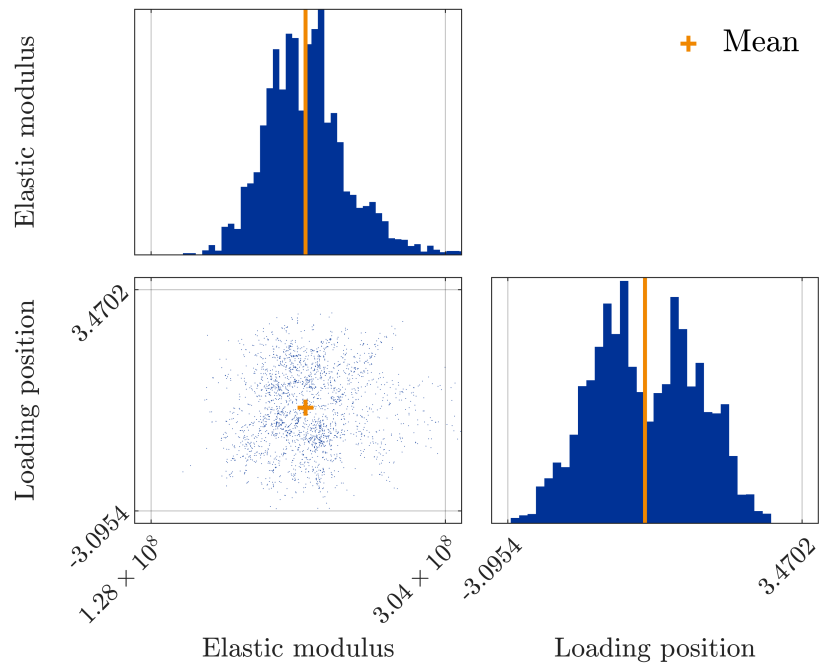 Mean
Elastic modulus
Loading position
3.4702
-3.0954
1.28 × 10⁸
3.04 × 10⁸
-3.0954
3.4702
Elastic modulus
Loading position